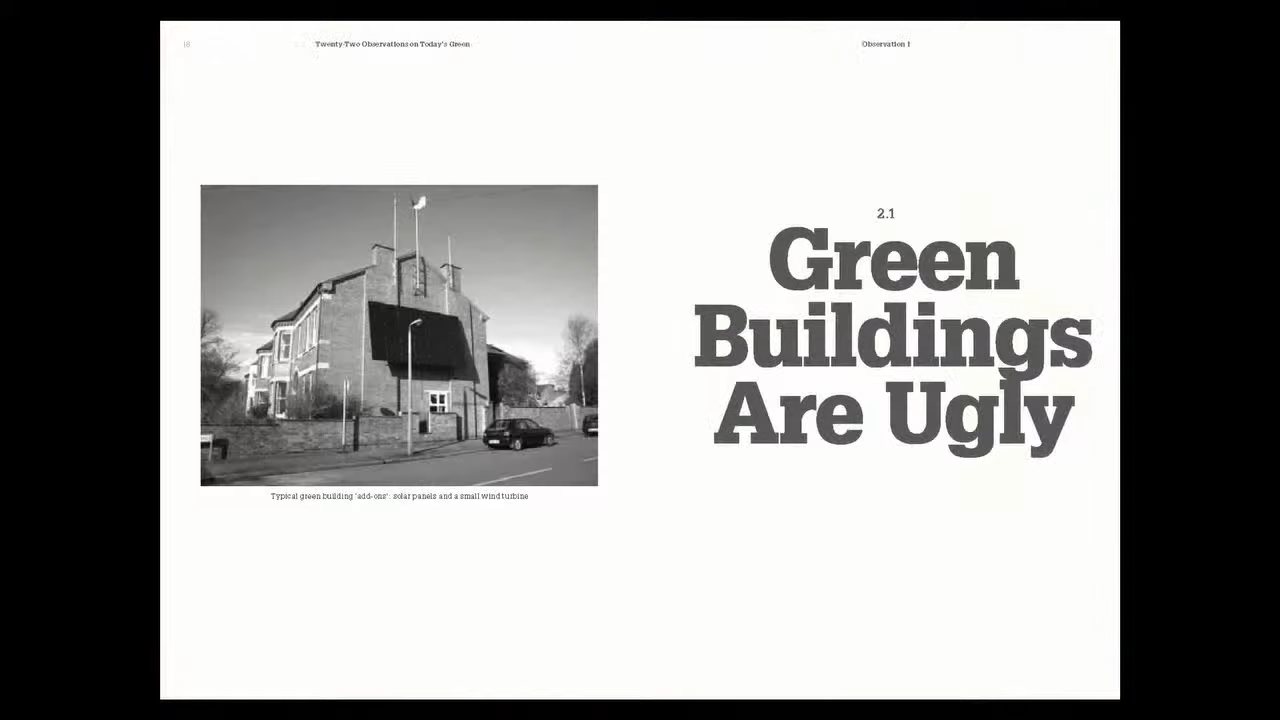 16
Twenty-Two Observations on Today's Green
Observation 1
Typical green building 'add-ons': solar panels and a small wind turbine
2.1
Green
Buildings
Are Ugly